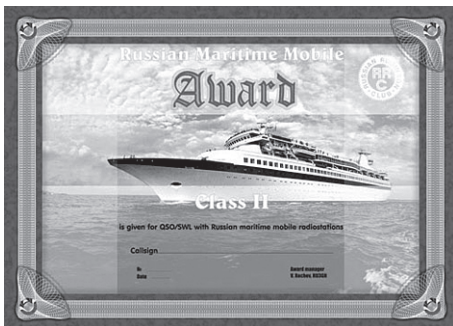 Russian Maritime Mobile
Award
Class II
is given for QSO/SWL with Russian maritime mobile radiostations
Callsign
№
Award manager
Date